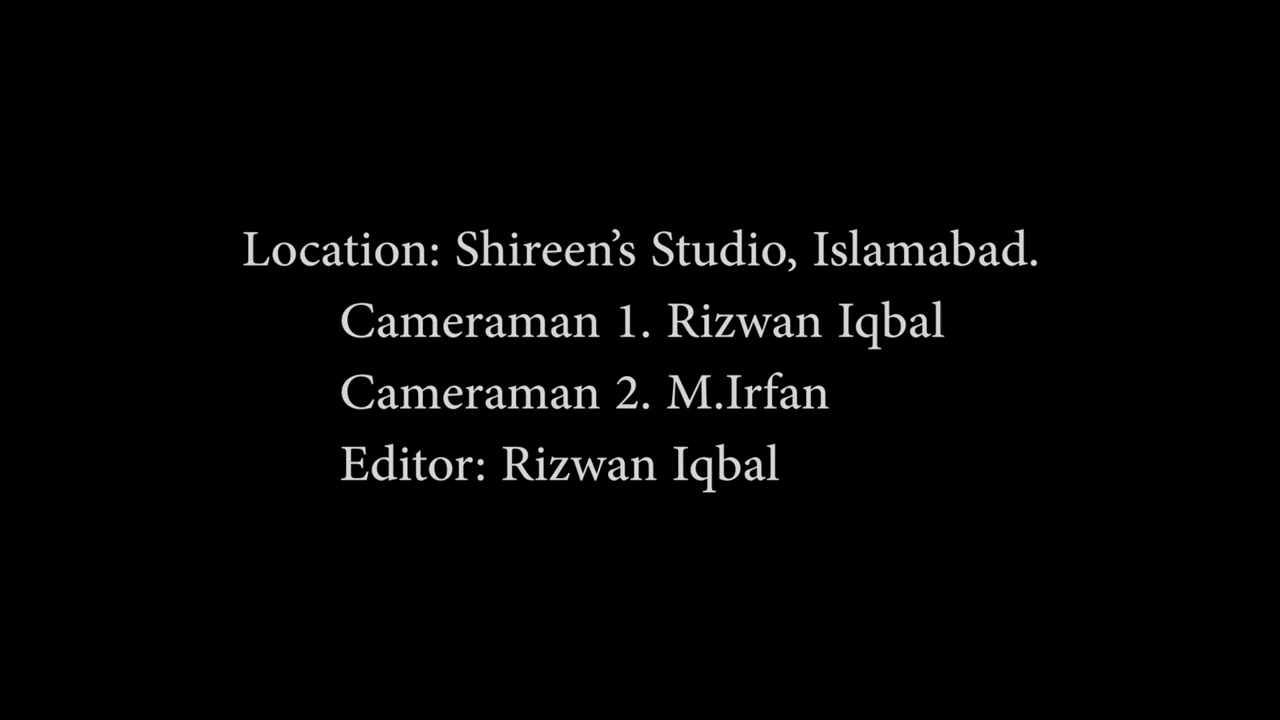 Location: Shireen’s Studio, Islamabad.
Cameraman 1. Rizwan Iqbal
Cameraman 2. M.Irfan
Editor: Rizwan Iqbal